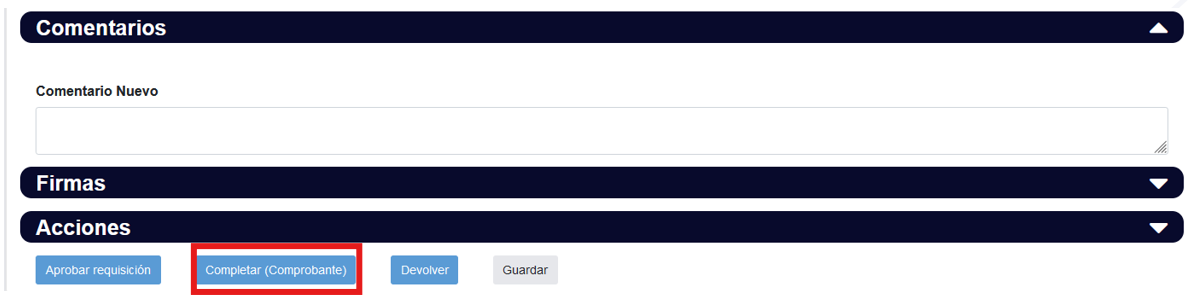 Comentarios
Comentario Nuevo
Firmas
Acciones
Aprobar requisición Completar (Comprobante) Devolver Guardar